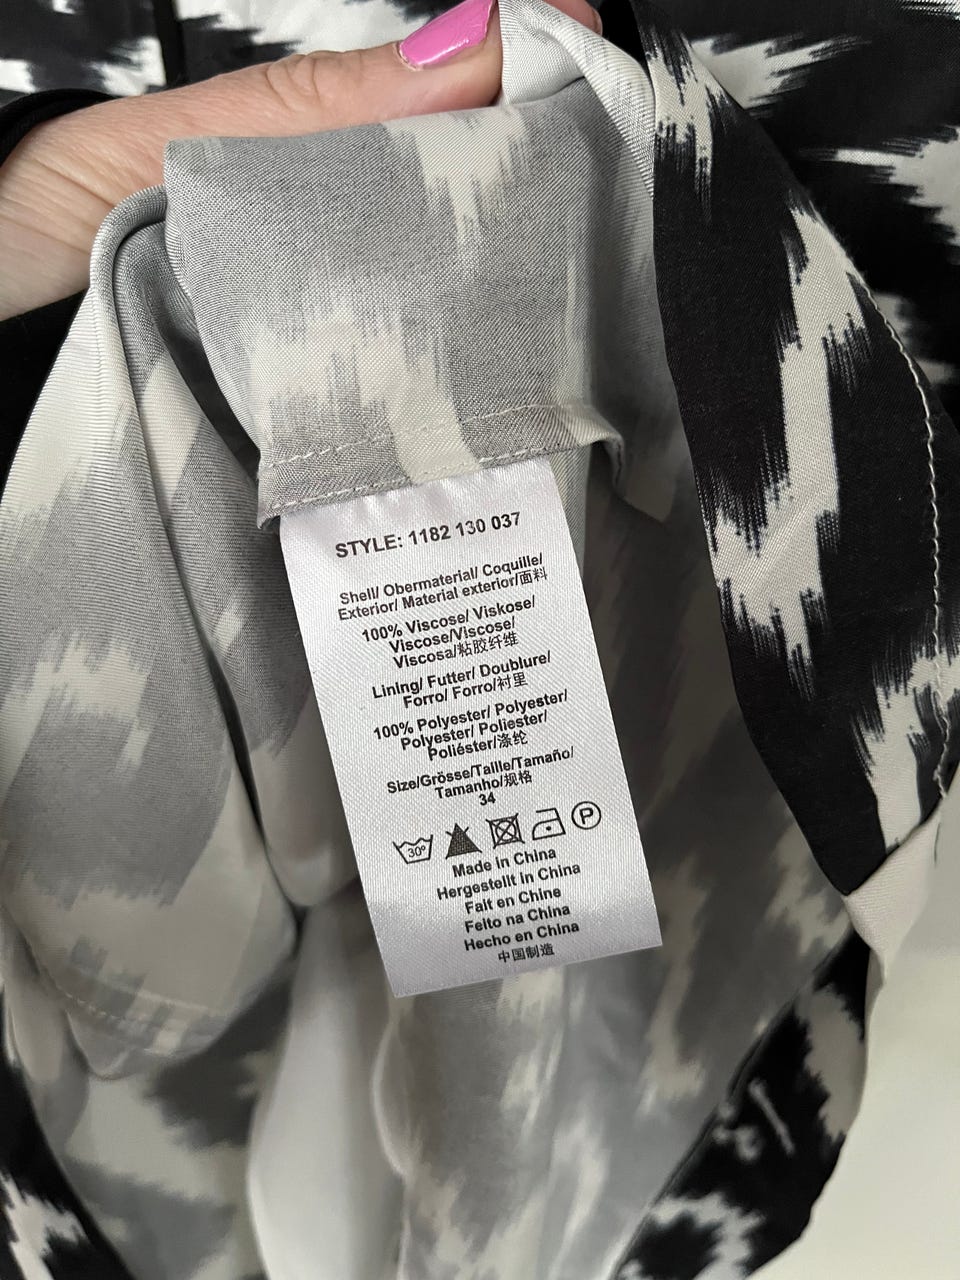 STYLE: 1182 130 037
Shell/ Obermaterial/ Coquille/
Exterior/ Material exterior/面料
100% Viscose/ Viskose/
Viscose/Viscose/
Viscosa/粘胶纤维
Lining/ Futter/ Doublure/
Forro/ Forro/衬里
100% Polyester/ Polyester/
Polyester/ Poliester/
Poliéster/涤纶
Size/Grösse/Taille/Tamaño/
Tamanho/规格
34
30° P
Made in China
Hergestellt in China
Fait en Chine
Feito na China
Hecho en China
中国制造